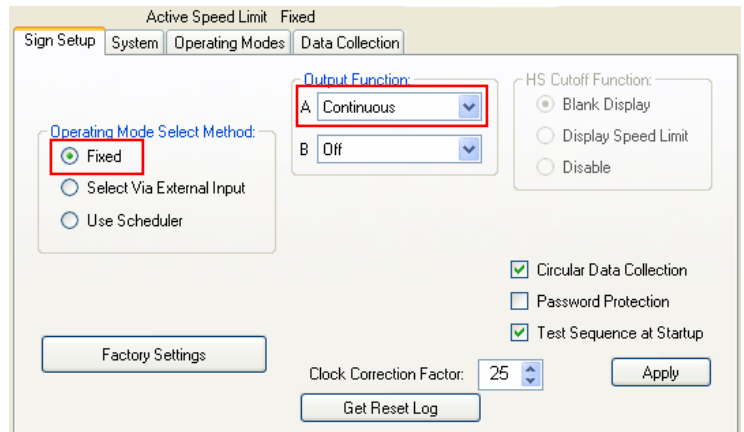 Active Speed Limit Fixed
Sign Setup System Operating Modes Data Collection
Operating Mode Select Method:
Fixed
Select Via External Input
Use Scheduler
Output Function:
A Continuous
B Off
HS Cutoff Function:
Blank Display
Display Speed Limit
Disable
Circular Data Collection
Password Protection
Test Sequence at Startup
Factory Settings
Clock Correction Factor: 25
Apply
Get Reset Log